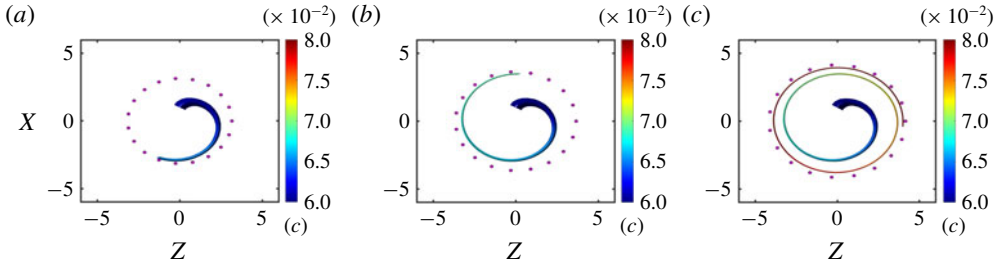 (a) (× 10⁻²) (b) (× 10⁻²) (c) (× 10⁻²)
5 8.0 5 8.0 5 8.0
7.5 7.5 7.5
X 0 7.0 0 7.0 0 7.0
6.5 6.5 6.5
−5 6.0 −5 6.0 −5 6.0
−5 0 5 (c) −5 0 5 (c) −5 0 5 (c)
Z Z Z